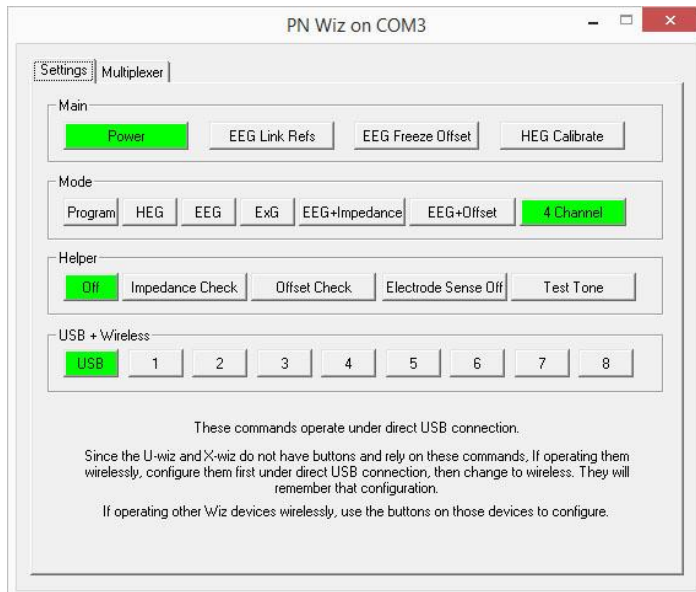 PN Wiz on COM3
Settings Multiplexer
Main
Power EEG Link Refs EEG Freeze Offset HEG Calibrate
Mode
Program HEG EEG ExG EEG+Impedance EEG+Offset 4 Channel
Helper
Off Impedance Check Offset Check Electrode Sense Off Test Tone
USB + Wireless
USB 1 2 3 4 5 6 7 8
These commands operate under direct USB connection.
Since the U-wiz and X-wiz do not have buttons and rely on these commands, If operating them
wirelessly, configure them first under direct USB connection, then change to wireless. They will
remember that configuration.
If operating other Wiz devices wirelessly, use the buttons on those devices to configure.